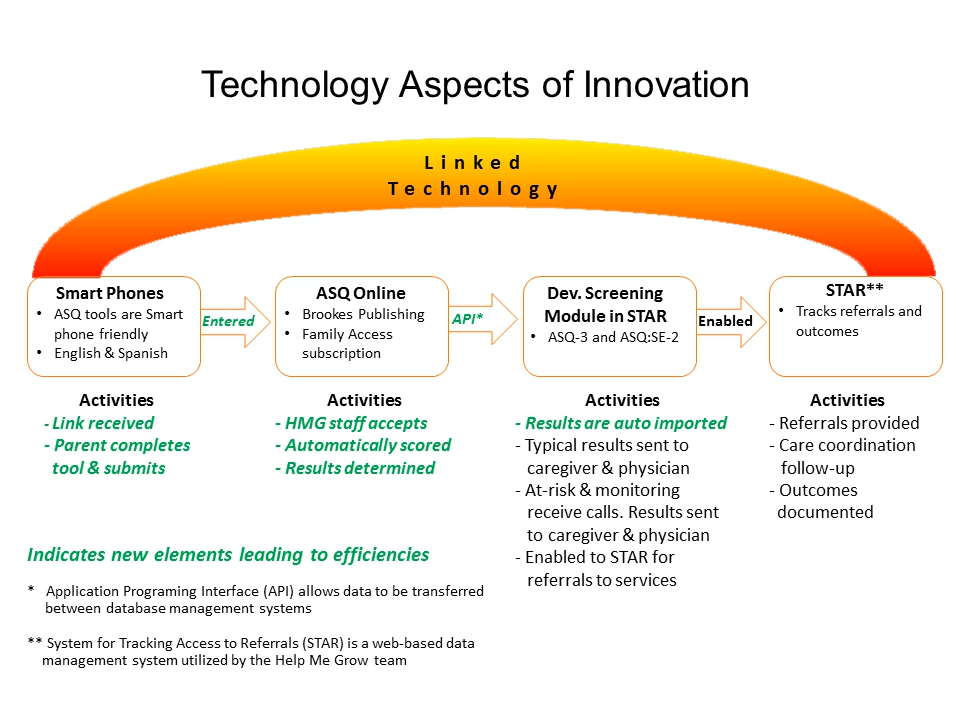 Technology Aspects of Innovation
Linked
Technology
Smart Phones
• ASQ tools are Smart
phone friendly
• English & Spanish
Entered
ASQ Online
• Brookes Publishing
• Family Access
subscription
API*
Dev. Screening
Module in STAR
• ASQ-3 and ASQ:SE-2
Enabled
STAR**
• Tracks referrals and
outcomes
Activities
- Link received
- Parent completes
tool & submits
Activities
- HMG staff accepts
- Automatically scored
- Results determined
Activities
- Results are auto imported
- Typical results sent to
caregiver & physician
- At-risk & monitoring
receive calls. Results sent
to caregiver & physician
- Enabled to STAR for
referrals to services
Activities
- Referrals provided
- Care coordination
follow-up
- Outcomes
documented
Indicates new elements leading to efficiencies
* Application Programing Interface (API) allows data to be transferred
between database management systems
** System for Tracking Access to Referrals (STAR) is a web-based data
management system utilized by the Help Me Grow team